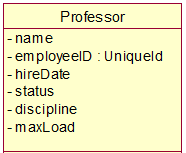 Professor
- name
- employeeID : UniqueId
- hireDate
- status
- discipline
- maxLoad